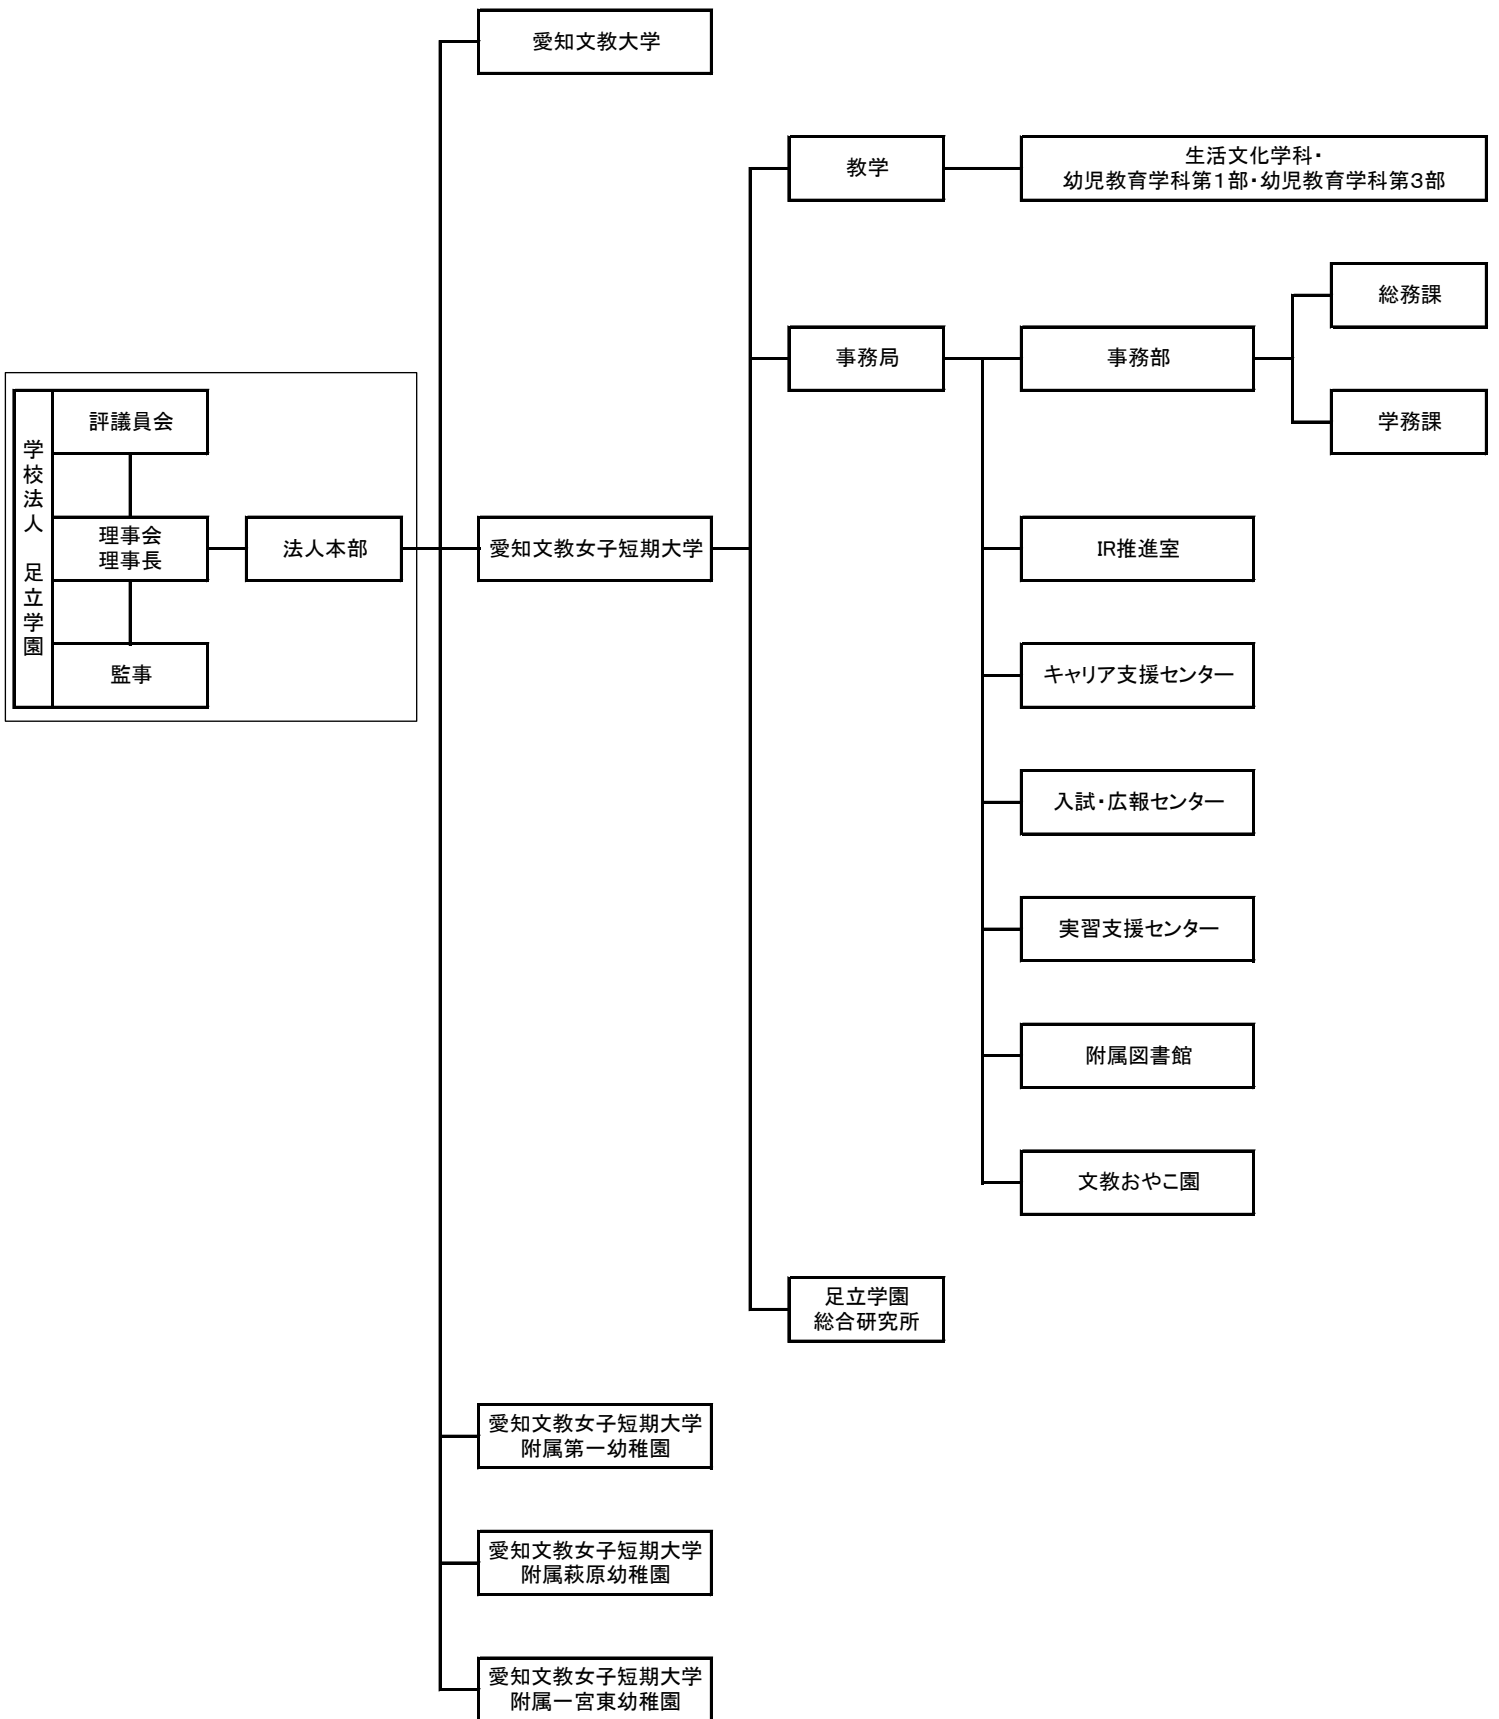 愛知文教大学
教学
生活文化学科・
幼児教育学科第１部・幼児教育学科第３部
総務課
事務局
事務部
学務課
学校法人　足立学園
評議員会
理事会
理事長
法人本部
監事
愛知文教女子短期大学
IR推進室
キャリア支援センター
入試・広報センター
実習支援センター
附属図書館
文教おやこ園
足立学園
総合研究所
愛知文教女子短期大学
附属第一幼稚園
愛知文教女子短期大学
附属萩原幼稚園
愛知文教女子短期大学
附属一宮東幼稚園